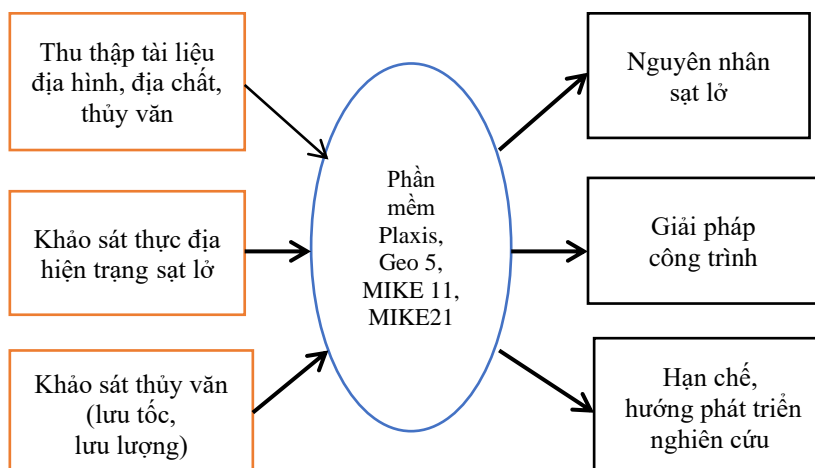 Thu thập tài liệu
địa hình, địa chất,
thủy văn
Khảo sát thực địa
hiện trạng sạt lở
Khảo sát thủy văn
(lưu tốc,
lưu lượng)
Phần
mềm
Plaxis,
Geo 5,
MIKE 11,
MIKE21
Nguyên nhân
sạt lở
Giải pháp
công trình
Hạn chế,
hướng phát triển
nghiên cứu